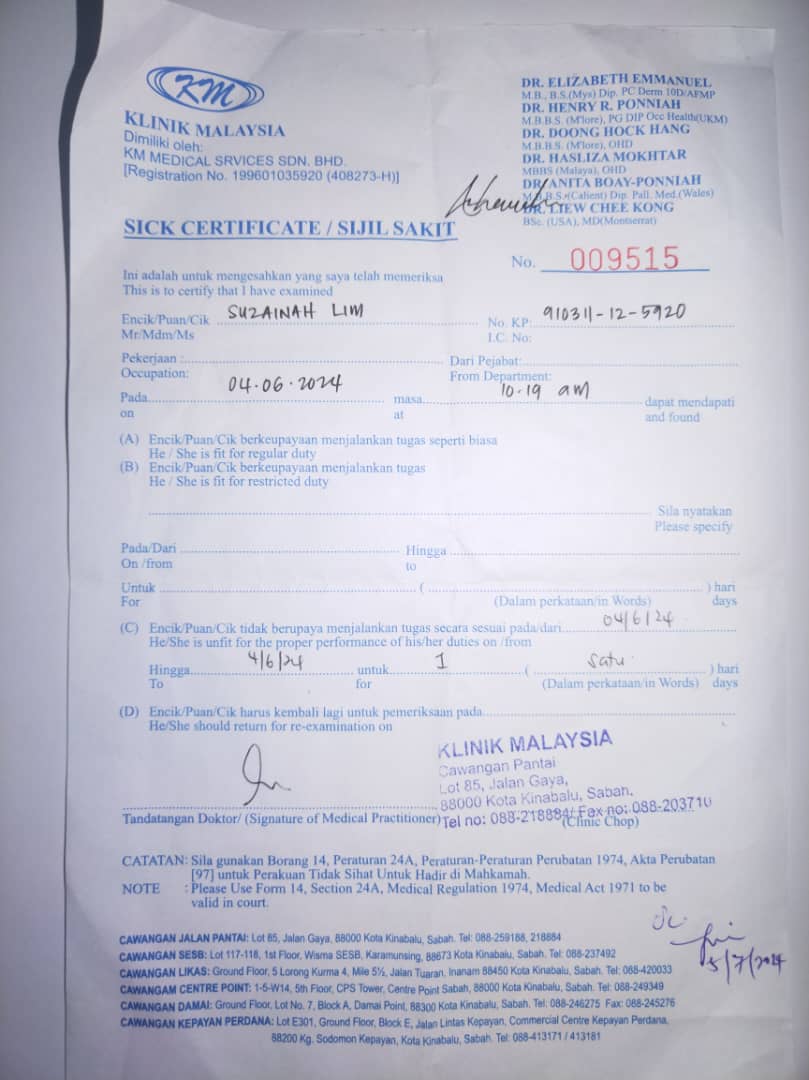 KM
KLINIK MALAYSIA
Dimiliki oleh:
KM MEDICAL SRVICES SDN. BHD.
[Registration No. 199601035920 (408273-H)]
DR. ELIZABETH EMMANUEL
M.B., B.S.(Mys) Dip. PC Derm 10D/AFMP
DR. HENRY R. PONNIAH
M.B.B.S. (M'lore), PG DIP Occ Health(UKM)
DR. DOONG HOCK HANG
M.B.B.S. (M'lore), OHD
DR. HASLIZA MOKHTAR
MBBS (Malaya), OHD
DR. ANITA BOAY-PONNIAH
M.B.B.S.(Calient) Dip. Pall. Med.(Wales)
DR. LIEW CHEE KONG
BSc. (USA), MD(Montserrat)
SICK CERTIFICATE / SIJIL SAKIT
No. 009515
Ini adalah untuk mengesahkan yang saya telah memeriksa
This is to certify that I have examined
Encik/Puan/Cik SUZAINAH LIM No. KP: 910311-12-5920
Mr/Mdm/Ms I.C. No:
Pekerjaan : Dari Pejabat:
Occupation: From Department:
Pada 04.06.2024 masa 10.19 am dapat mendapati
on at and found
(A) Encik/Puan/Cik berkeupayaan menjalankan tugas seperti biasa
He / She is fit for regular duty
(B) Encik/Puan/Cik berkeupayaan menjalankan tugas
He / She is fit for restricted duty
Sila nyatakan
Please specify
Pada/Dari Hingga
On /from to
Untuk ( ) hari
For (Dalam perkataan/in Words) days
(C) Encik/Puan/Cik tidak berupaya menjalankan tugas secara sesuai pada/dari 04/6/24
He/She is unfit for the proper performance of his/her duties on /from
Hingga 4/6/24 untuk 1 ( Satu ) hari
To for (Dalam perkataan/in Words) days
(D) Encik/Puan/Cik harus kembali lagi untuk pemeriksaan pada
He/She should return for re-examination on
KLINIK MALAYSIA
Cawangan Pantai
Lot 85, Jalan Gaya,
88000 Kota Kinabalu, Sabah.
Tel no: 088-218884/ Fax no: 088-203710
Tandatangan Doktor/ (Signature of Medical Practitioner) (Clinic Chop)
CATATAN: Sila gunakan Borang 14, Peraturan 24A, Peraturan-Peraturan Perubatan 1974, Akta Perubatan
[97] untuk Perakuan Tidak Sihat Untuk Hadir di Mahkamah.
NOTE : Please Use Form 14, Section 24A, Medical Regulation 1974, Medical Act 1971 to be
valid in court.
5/7/2024
CAWANGAN JALAN PANTAI: Lot 85, Jalan Gaya, 88000 Kota Kinabalu, Sabah. Tel: 088-259188, 218884
CAWANGAN SESB: Lot 117-118, 1st Floor, Wisma SESB, Karamunsing, 88673 Kota Kinabalu, Sabah. Tel: 088-237492
CAWANGAN LIKAS: Ground Floor, 5 Lorong Kurma 4, Mile 5½, Jalan Tuaran, Inanam 88450 Kota Kinabalu, Sabah. Tel: 088-420033
CAWANGAM CENTRE POINT: 1-5-W14, 5th Floor, CPS Tower, Centre Point Sabah, 88000 Kota Kinabalu, Sabah. Tel: 088-249349
CAWANGAN DAMAI: Ground Floor, Lot No. 7, Block A, Damai Point, 88300 Kota Kinabalu, Sabah. Tel: 088-246275 Fax: 088-245276
CAWANGAN KEPAYAN PERDANA: Lot E301, Ground Floor, Block E, Jalan Lintas Kepayan, Commercial Centre Kepayan Perdana,
88200 Kg. Sodomon Kepayan, Kota Kinabalu, Sabah. Tel: 088-413171 / 413181